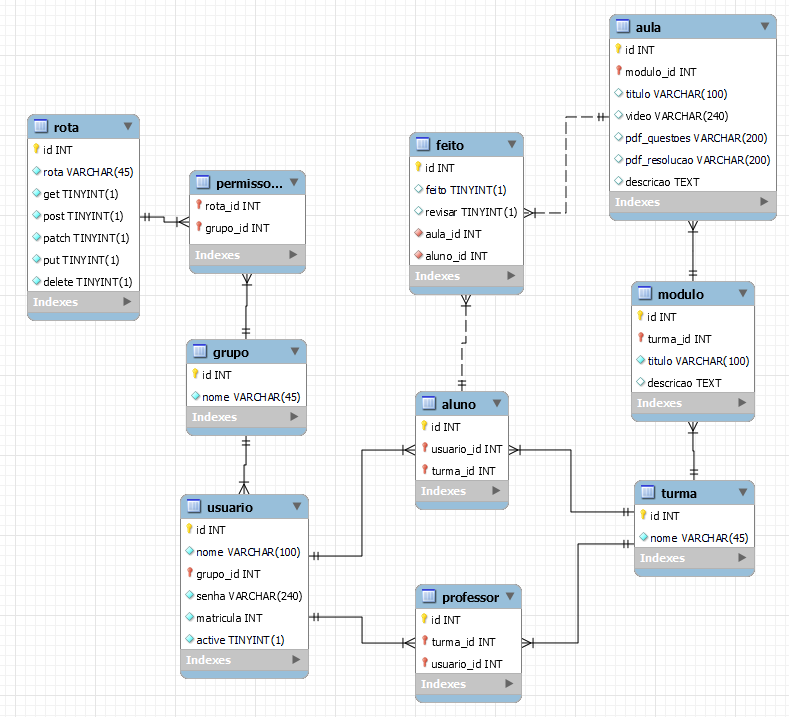 rota
id INT
rota VARCHAR(45)
get TINYINT(1)
post TINYINT(1)
patch TINYINT(1)
put TINYINT(1)
delete TINYINT(1)
Indexes
permisso...
rota_id INT
grupo_id INT
Indexes
grupo
id INT
nome VARCHAR(45)
Indexes
usuario
id INT
nome VARCHAR(100)
grupo_id INT
senha VARCHAR(240)
matricula INT
active TINYINT(1)
Indexes
feito
id INT
feito TINYINT(1)
revisar TINYINT(1)
aula_id INT
aluno_id INT
Indexes
aluno
id INT
usuario_id INT
turma_id INT
Indexes
professor
id INT
turma_id INT
usuario_id INT
Indexes
aula
id INT
modulo_id INT
titulo VARCHAR(100)
video VARCHAR(240)
pdf_questoes VARCHAR(200)
pdf_resolucao VARCHAR(200)
descricao TEXT
Indexes
modulo
id INT
turma_id INT
titulo VARCHAR(100)
descricao TEXT
Indexes
turma
id INT
nome VARCHAR(45)
Indexes